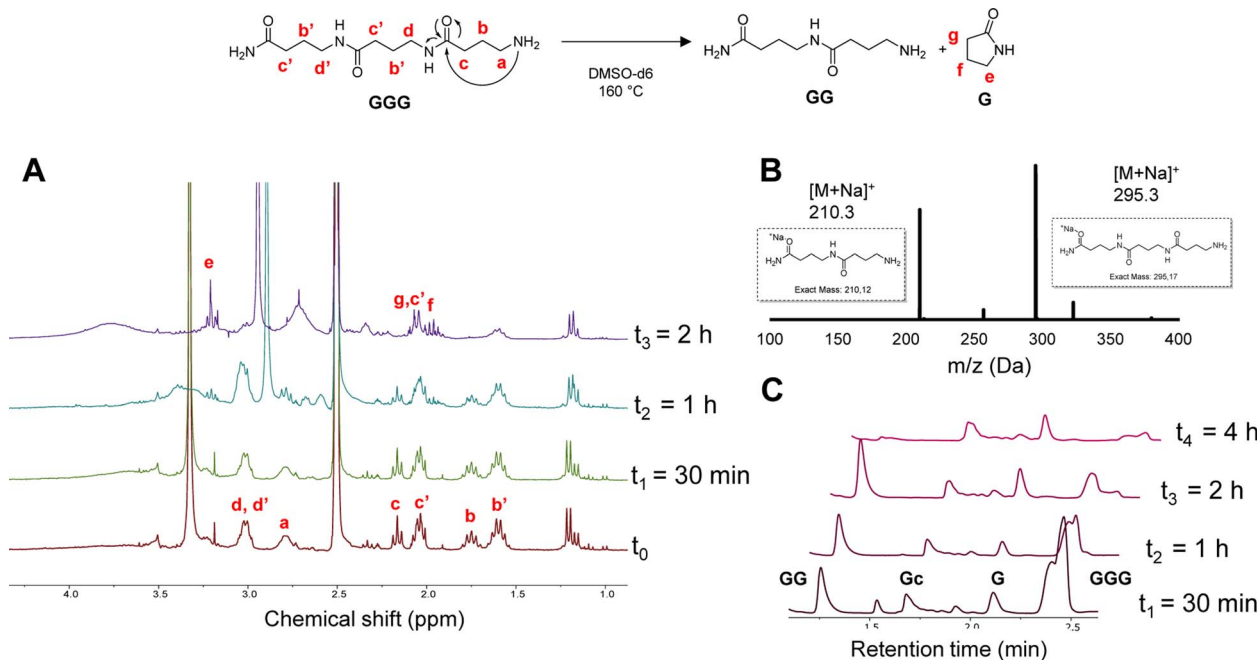 b'
H
N
c'
d
O
b
H2N
O
c'
d'
O
b'
N
H
c
a
NH2
GGG
DMSO-d6
160 °C
O
H2N
H
N
O
NH2
GG
+
O
g
NH
f
e
G
A
e
g,c' f
t3 = 2 h
t2 = 1 h
t1 = 30 min
d, d'
a
c
c'
b
b'
t0
4.0 3.5 3.0 2.5 2.0 1.5 1.0
Chemical shift (ppm)
B
[M+Na]+
210.3
+Na
O
H2N
H
N
O
NH2
Exact Mass: 210,12
[M+Na]+
295.3
+Na
O
H2N
H
N
O
N
H
O
NH2
Exact Mass: 295,17
100 150 200 250 300 350 400
m/z (Da)
C
t4 = 4 h
t3 = 2 h
t2 = 1 h
GG Gc G GGG
t1 = 30 min
1.5 2.0 2.5
Retention time (min)